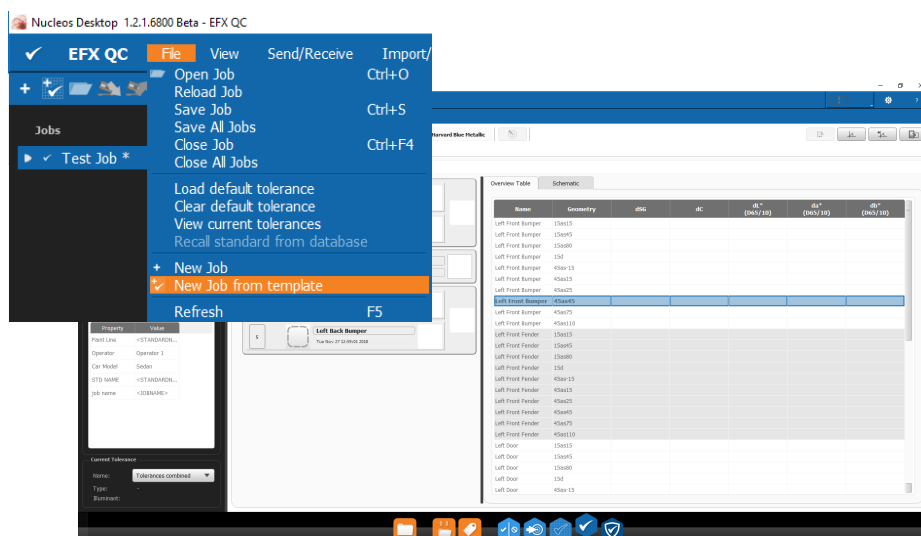 Nucleos Desktop 1.2.1.6800 Beta - EFX QC
EFX QC File View Send/Receive Import/
Open Job Ctrl+O
Reload Job
Save Job Ctrl+S
Save All Jobs
Close Job Ctrl+F4
Close All Jobs
Load default tolerance
Clear default tolerance
View current tolerances
Recall standard from database
New Job
New Job from template
Refresh F5
Jobs
Test Job *
Harvard Blue Metallic
Property Value
Paint Line <STANDARDN...
Operator Operator 1
Car Model Sedan
STD NAME <STANDARDN...
job name <JOBNAME>
Current Tolerance
Name: Tolerances combined
Type: -
Illuminant:
5 Left Back Bumper
Tue Nov 27 12:59:01 2018
Overview Table Schematic
Name Geometry dSG dC dL* (D65/10) da* (D65/10) db* (D65/10)
Left Front Bumper 15as15
Left Front Bumper 15as45
Left Front Bumper 15as80
Left Front Bumper 15d
Left Front Bumper 45as-15
Left Front Bumper 45as15
Left Front Bumper 45as25
Left Front Bumper 45as45
Left Front Bumper 45as75
Left Front Bumper 45as110
Left Front Fender 15as15
Left Front Fender 15as45
Left Front Fender 15as80
Left Front Fender 15d
Left Front Fender 45as-15
Left Front Fender 45as15
Left Front Fender 45as25
Left Front Fender 45as45
Left Front Fender 45as75
Left Front Fender 45as110
Left Door 15as15
Left Door 15as45
Left Door 15as80
Left Door 15d
Left Door 45as-15